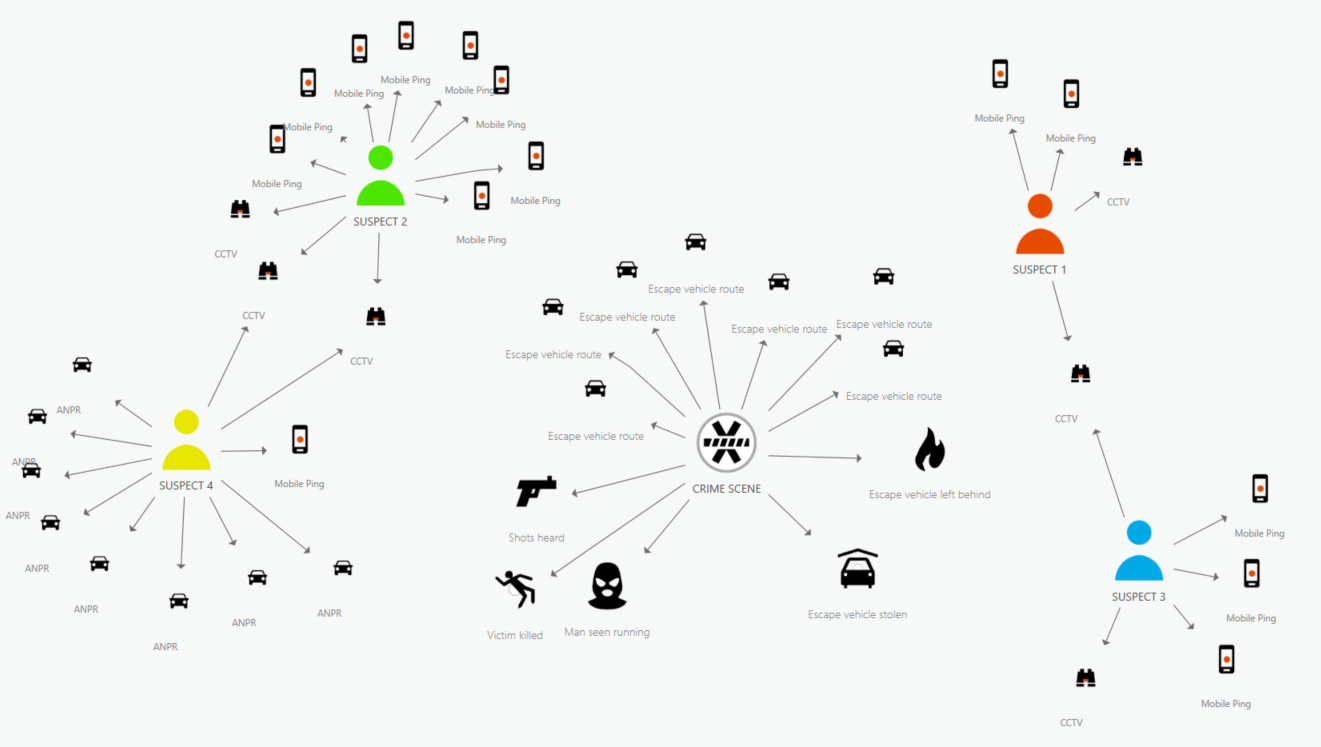 Mobile Ping
Mobile Ping
Mobile Ping
Mobile Ping
Mobile Ping
Mobile Ping
Mobile Ping
Mobile Ping
SUSPECT 2
CCTV
CCTV
CCTV
Mobile Ping
Mobile Ping
CCTV
SUSPECT 1
CCTV
Escape vehicle route
Escape vehicle route
Escape vehicle route
Escape vehicle route
Escape vehicle route
Escape vehicle route
Escape vehicle route
CRIME SCENE
Escape vehicle left behind
Shots heard
Escape vehicle stolen
Victim killed
Man seen running
ANPR
ANPR
SUSPECT 4
Mobile Ping
ANPR
ANPR
ANPR
ANPR
ANPR
ANPR
Mobile Ping
SUSPECT 3
Mobile Ping
Mobile Ping
CCTV